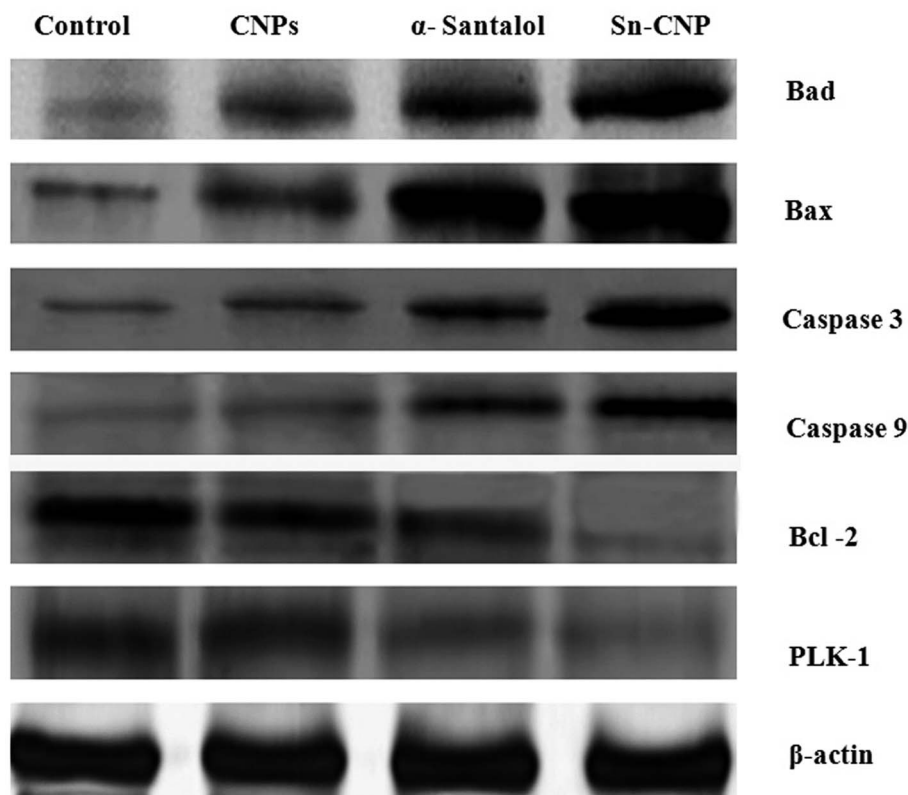 Control CNPs α- Santalol Sn-CNP
Bad
Bax
Caspase 3
Caspase 9
Bcl -2
PLK-1
β-actin